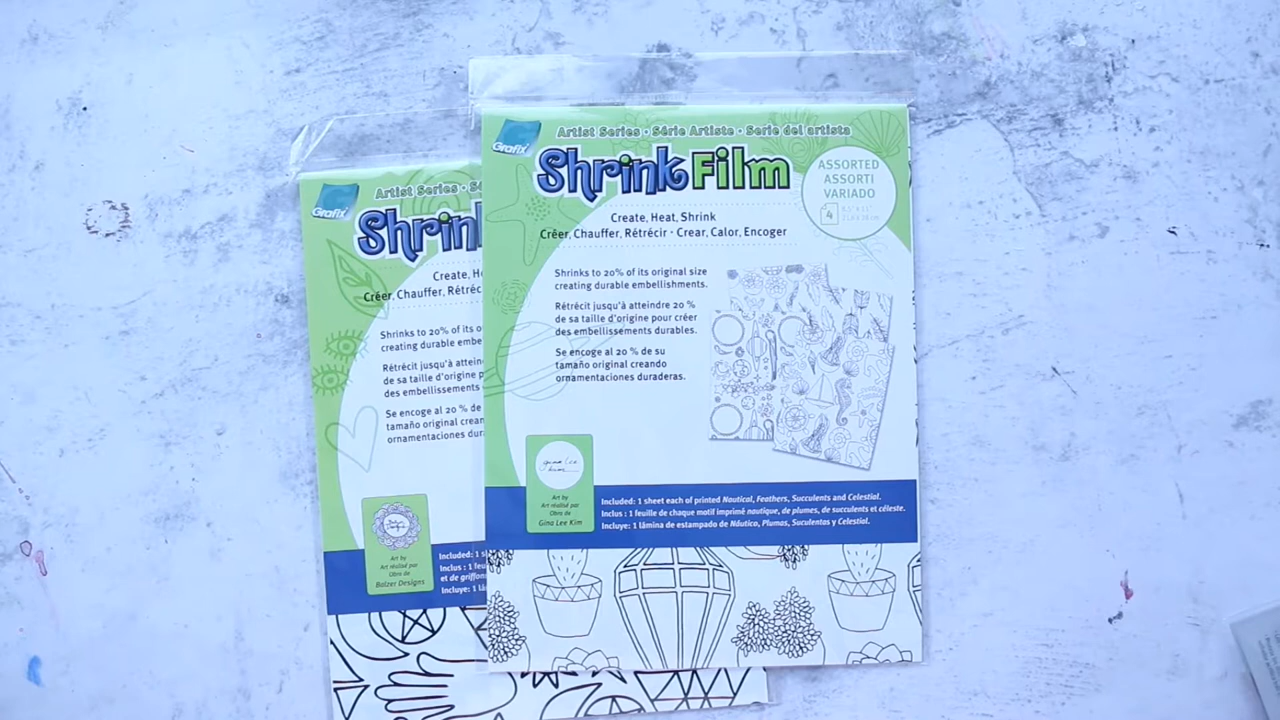 Grafix
Artist Series • Série Artiste • Serie del artista
Shrink Film
ASSORTED
ASSORTI
VARIADO
4
Create, Heat, Shrink
Créer, Chauffer, Rétrécir • Crear, Calor, Encoger
Shrinks to 20% of its original size
creating durable embellishments.
Rétrécit jusqu'à atteindre 20 %
de sa taille d'origine pour créer
des embellissements durables.
Se encoge al 20 % de su
tamaño original creando
ornamentaciones duraderas.
Gina Lee
Kim
Art by
Art réalisé par
Obra de
Gina Lee Kim
Included: 1 sheet each of printed Nautical, Feathers, Succulents and Celestial.
Inclus : 1 feuille de chaque motif imprimé nautique, de plumes, de succulents et céleste.
Incluye: 1 lámina de estampado de Náutico, Plumas, Suculentas y Celestial.
Grafix
Artist Series • Sé
Shrin
Create, H
Créer, Chauffer, Rétréc
Shrinks to 20% of its o
creating durable embe
Rétrécit jusqu'à attein
de sa taille d'origine p
des embellissements
Se encoge al 20 % de
tamaño original crean
ornamentaciones dur
Art by
Art réalisé par
Obra de
Balzer Designs
Included: 1 s
Inclus : 1 feu
et de griffon
Incluye: 1 lá